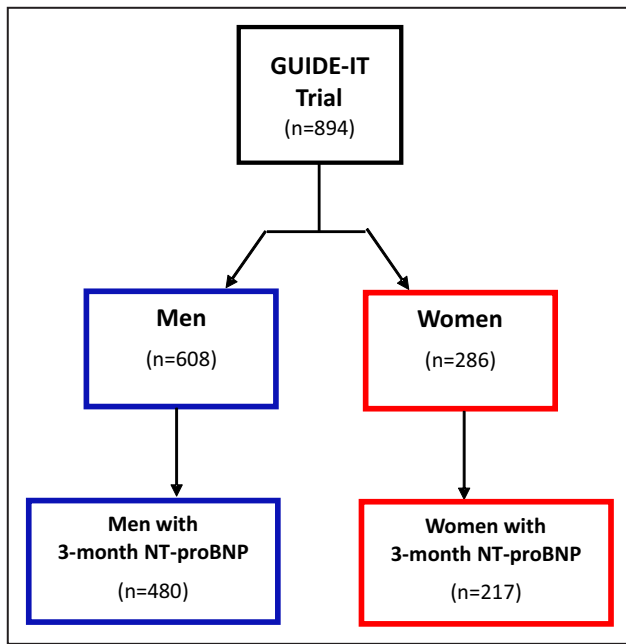 GUIDE-IT
Trial
(n=894)
Men
(n=608)
Women
(n=286)
Men with
3-month NT-proBNP
(n=480)
Women with
3-month NT-proBNP
(n=217)